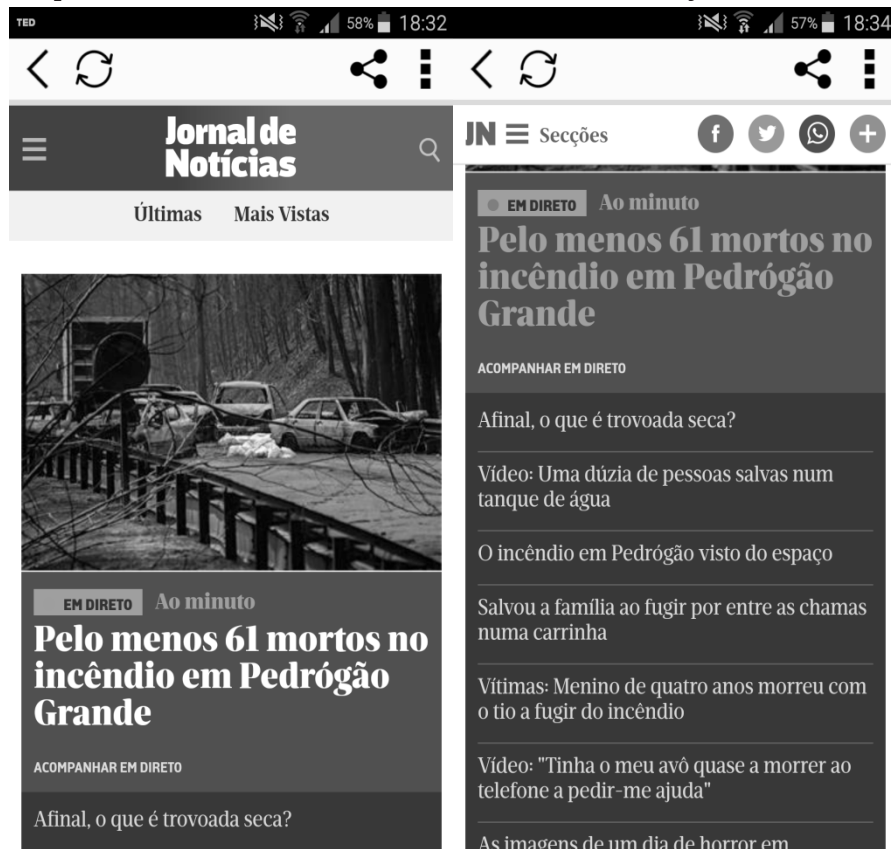 TED
58%
18:32
Jornal de
Notícias
Últimas
Mais Vistas
EM DIRETO
Ao minuto
Pelo menos 61 mortos no
incêndio em Pedrógão
Grande
ACOMPANHAR EM DIRETO
Afinal, o que é trovoada seca?
57%
18:34
JN
Secções
EM DIRETO
Ao minuto
Pelo menos 61 mortos no
incêndio em Pedrógão
Grande
ACOMPANHAR EM DIRETO
Afinal, o que é trovoada seca?
Vídeo: Uma dúzia de pessoas salvas num
tanque de água
O incêndio em Pedrógão visto do espaço
Salvou a família ao fugir por entre as chamas
numa carrinha
Vítimas: Menino de quatro anos morreu com
o tio a fugir do incêndio
Vídeo: "Tinha o meu avô quase a morrer ao
telefone a pedir-me ajuda"
As imagens de um dia de horror em